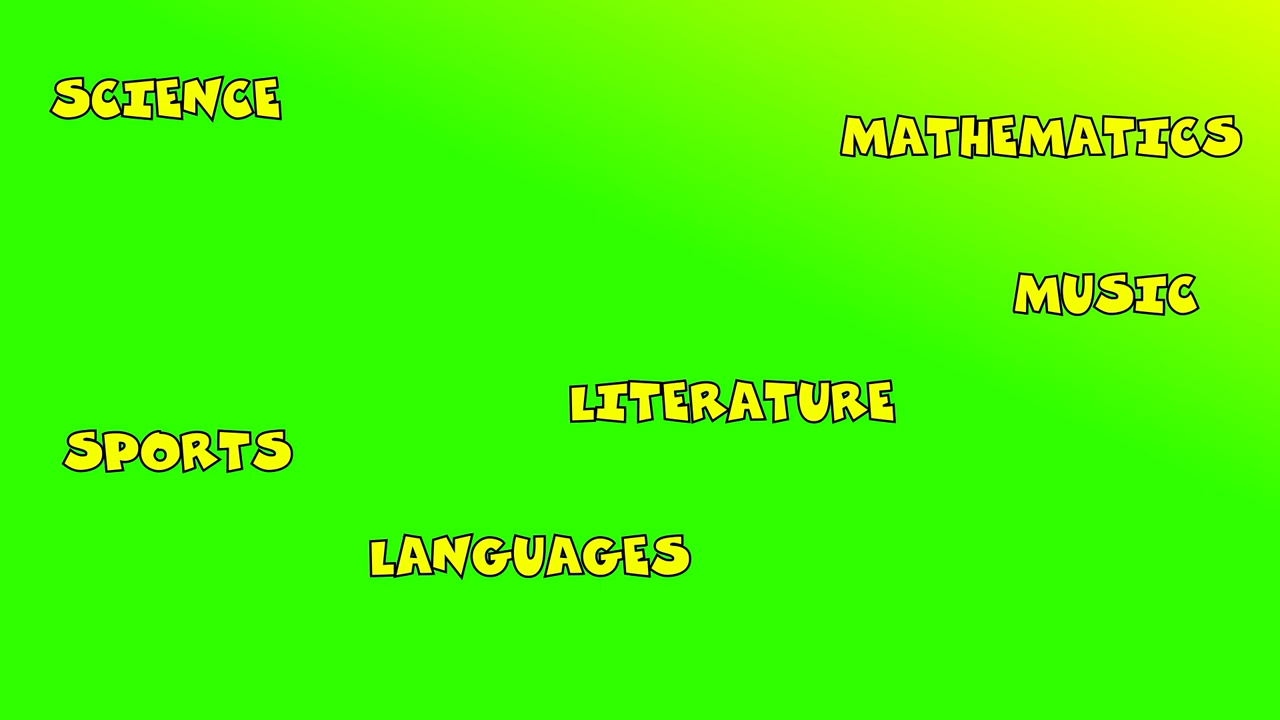 SCIENCE
MATHEMATICS
MUSIC
LITERATURE
SPORTS
LANGUAGES